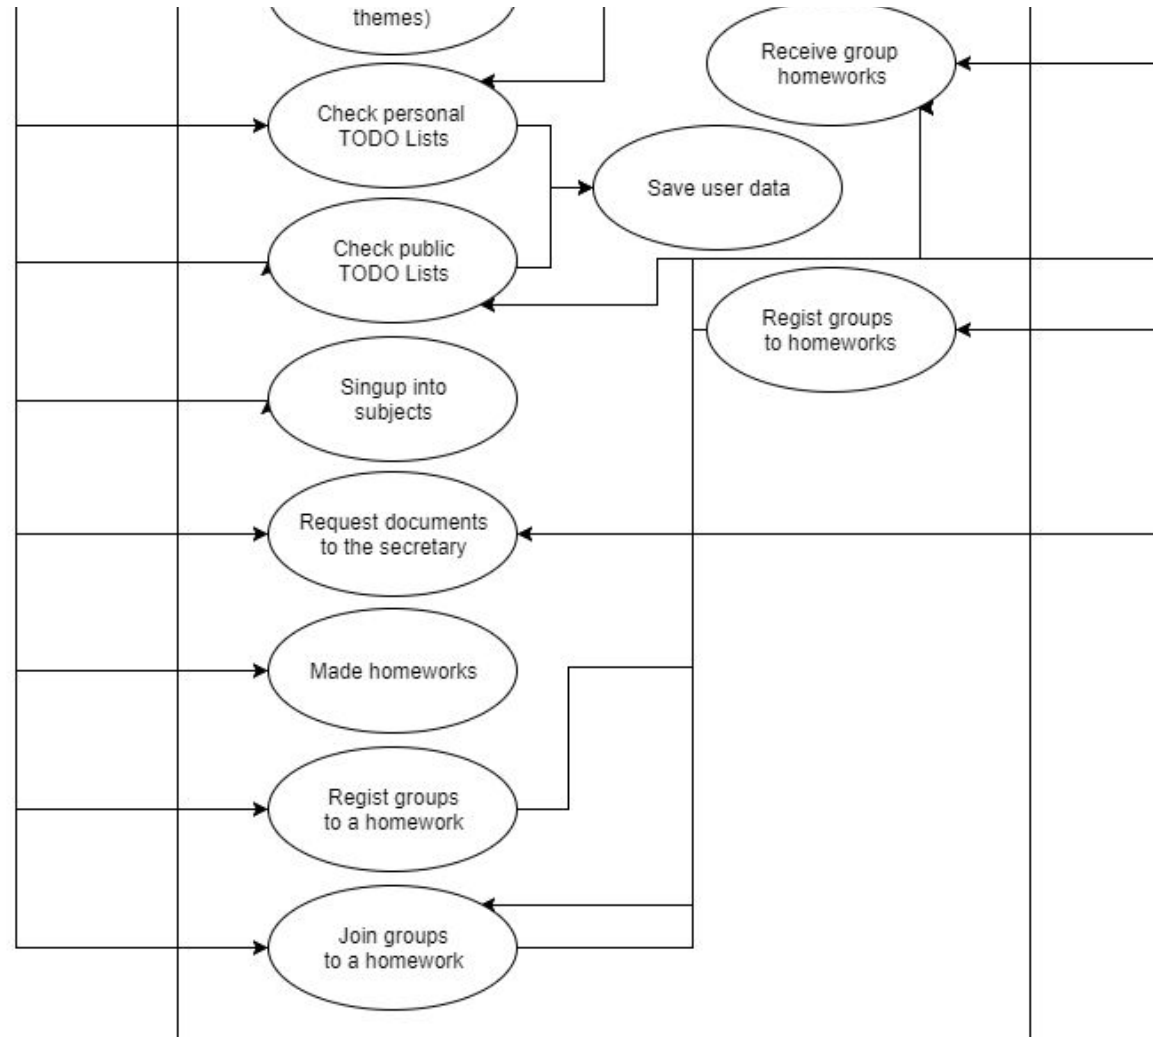 themes)
Receive group
homeworks
Check personal
TODO Lists
Save user data
Check public
TODO Lists
Regist groups
to homeworks
Singup into
subjects
Request documents
to the secretary
Made homeworks
Regist groups
to a homework
Join groups
to a homework